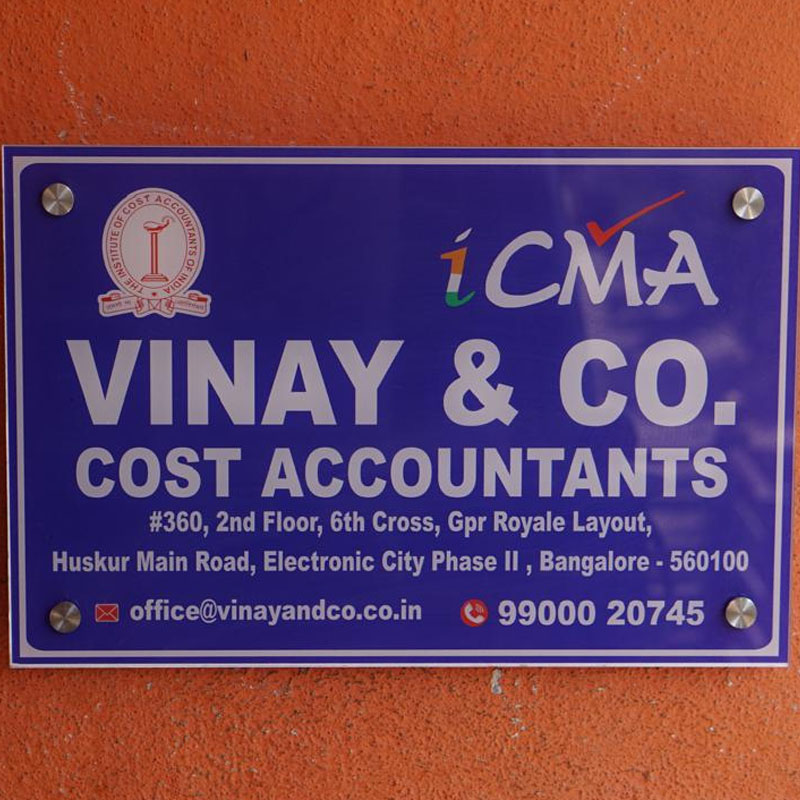 THE INSTITUTE OF COST ACCOUNTANTS OF INDIA
iCMA
VINAY & CO.
COST ACCOUNTANTS
#360, 2nd Floor, 6th Cross, Gpr Royale Layout,
Huskur Main Road, Electronic City Phase II , Bangalore - 560100
office@vinayandco.co.in 99000 20745